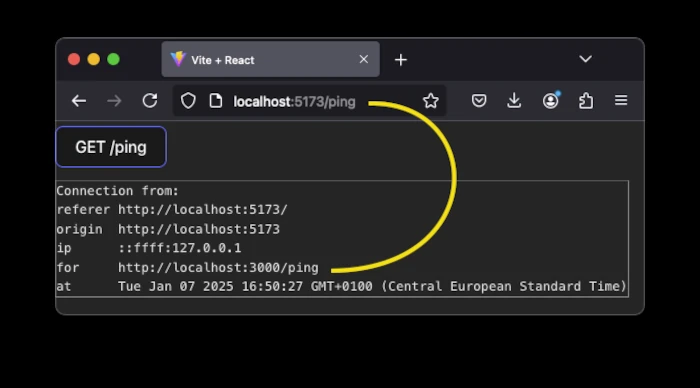 Vite + React
localhost:5173/ping
GET /ping
Connection from:
referer http://localhost:5173/
origin  http://localhost:5173
ip      ::ffff:127.0.0.1
for     http://localhost:3000/ping
at      Tue Jan 07 2025 16:50:27 GMT+0100 (Central European Standard Time)